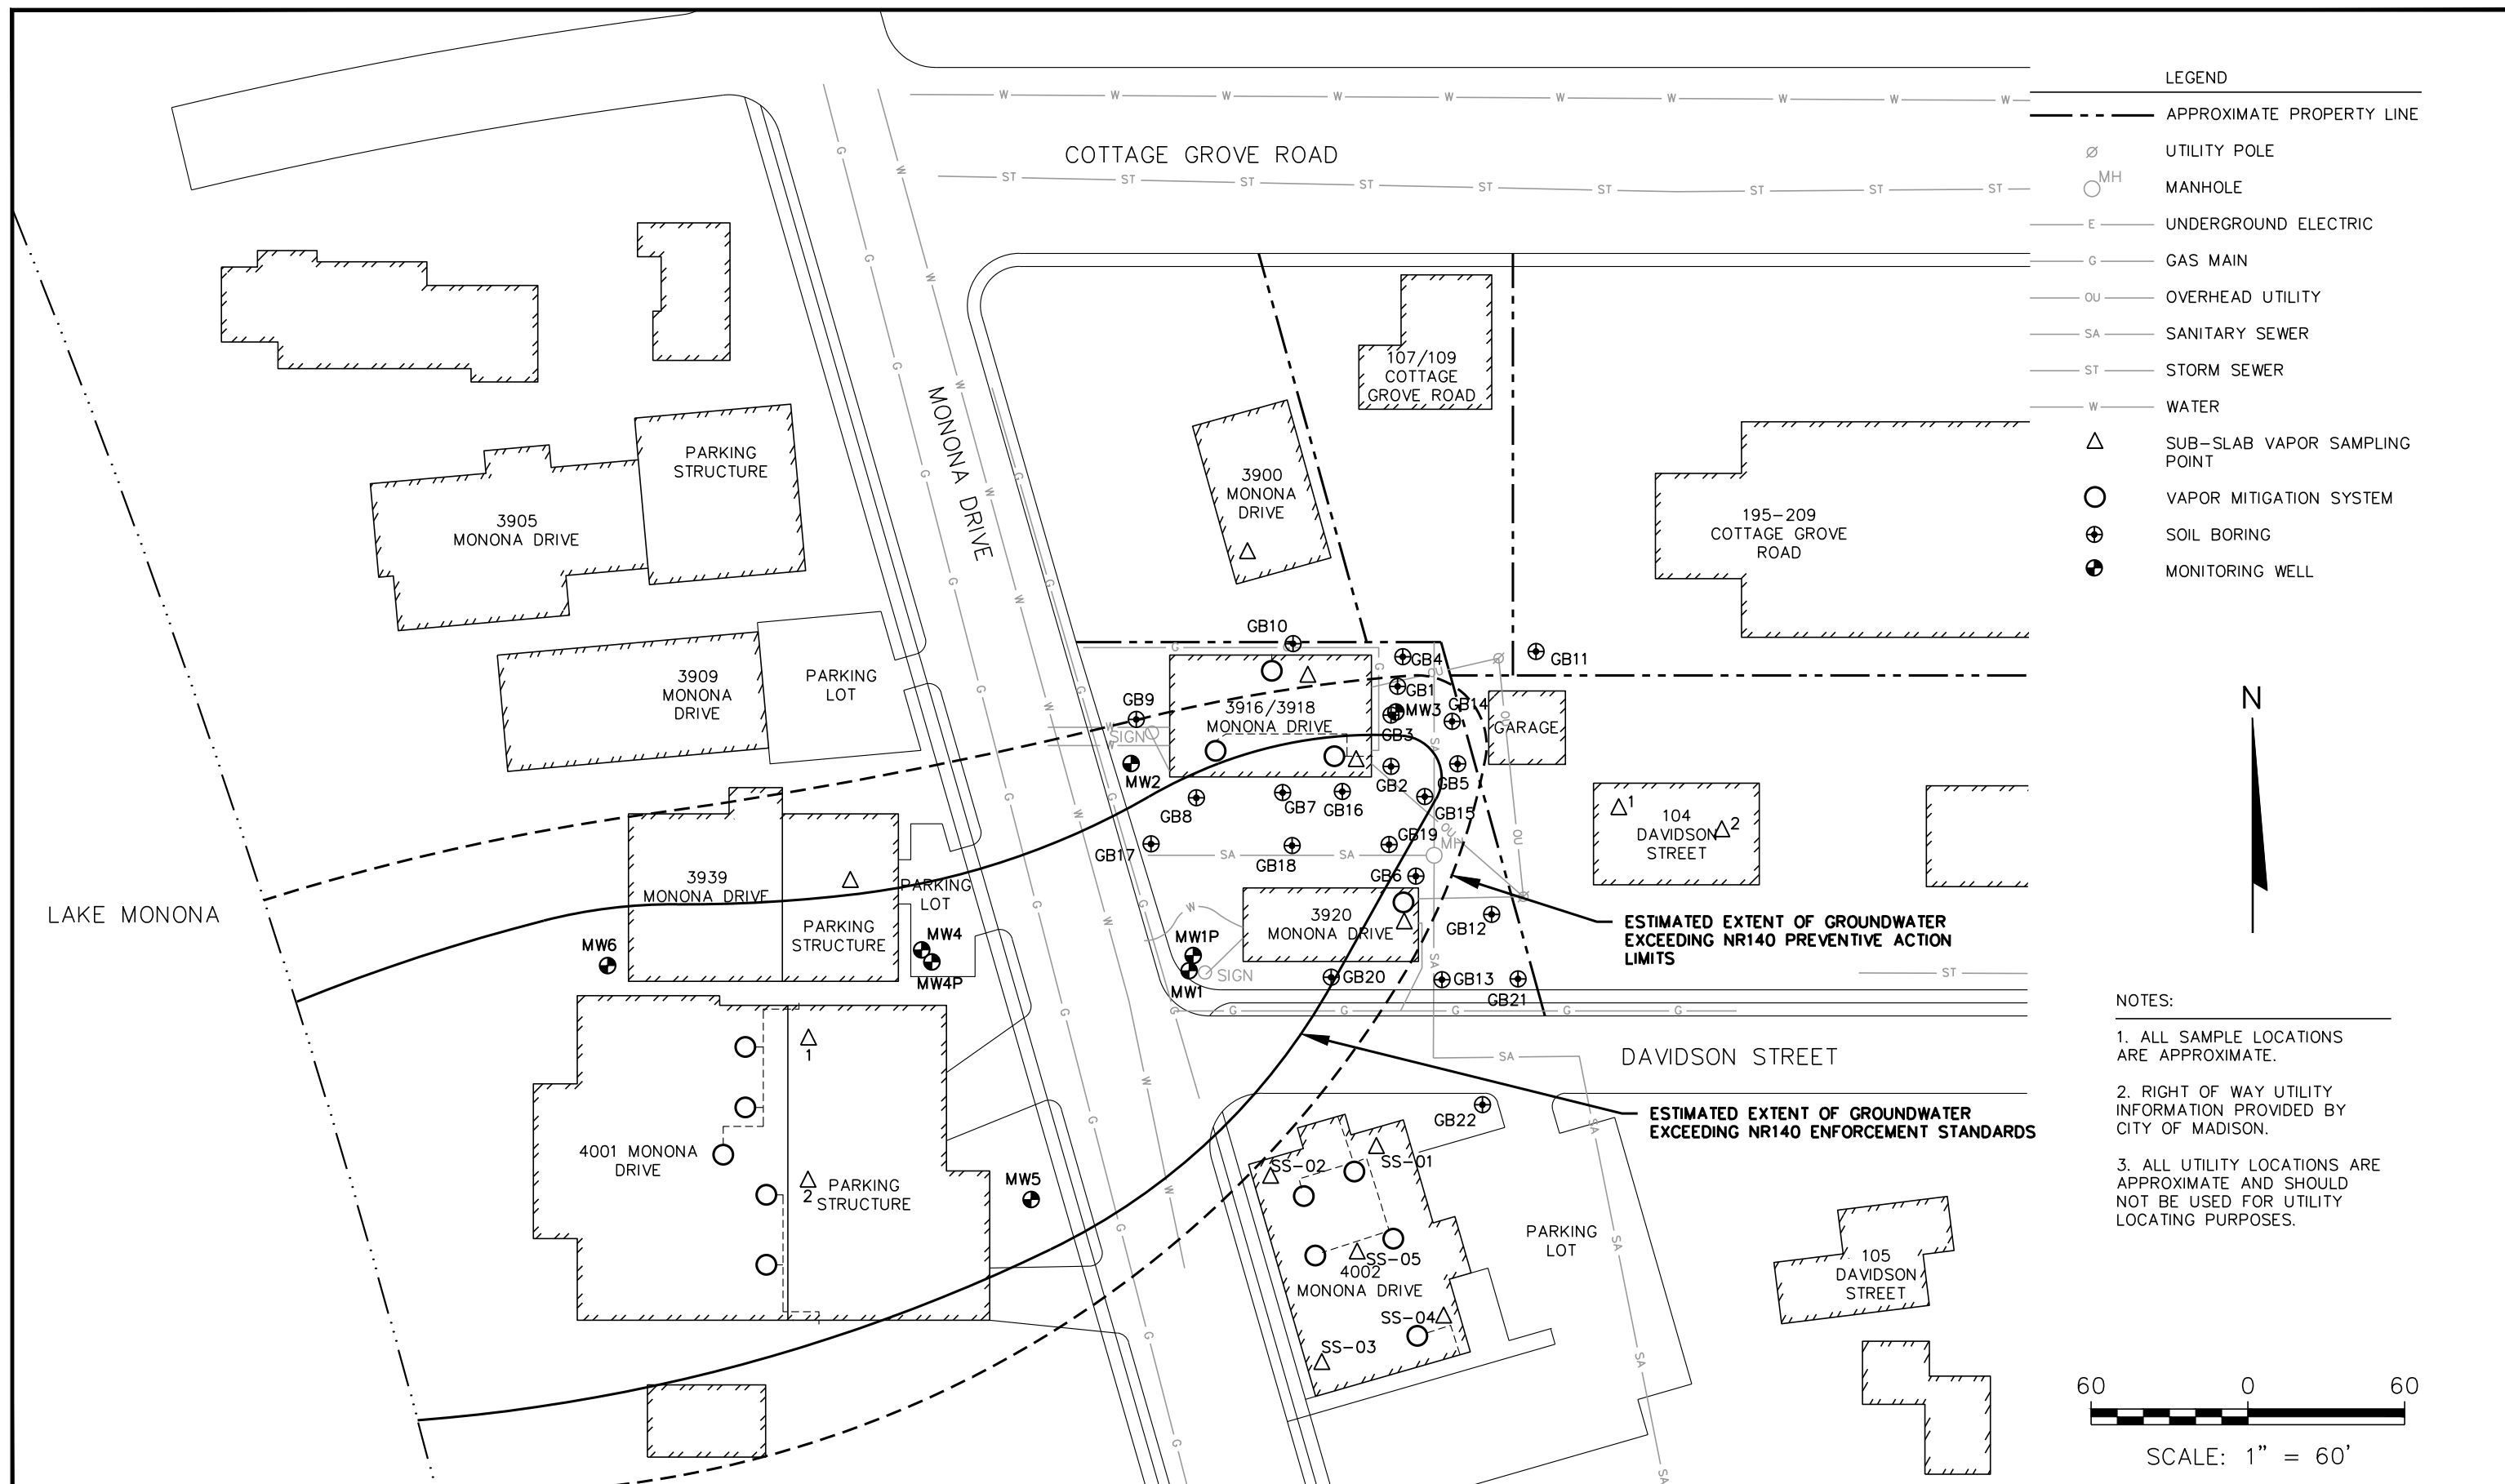 COTTAGE GROVE ROAD
MONONA DRIVE
107/109
COTTAGE
GROVE ROAD
PARKING
STRUCTURE
3900
MONONA
DRIVE
3905
MONONA DRIVE
195-209
COTTAGE GROVE
ROAD
3909
MONONA
DRIVE
PARKING
LOT
GB10
GB4
GB11
GB1
GB9
3916/3918
MONONA DRIVE
MW3
GB14
GB3
GARAGE
SIGN
MW2
GB2
GB5
GB8
GB7
GB16
GB15
104
DAVIDSON
STREET
1
2
GB17
GB18
GB19
MH
GB6
3939
MONONA DRIVE
PARKING
LOT
PARKING
STRUCTURE
LAKE MONONA
3920
MONONA DRIVE
GB12
MW6
MW4
MW4P
MW1P
MW1
SIGN
GB20
GB13
GB21
ESTIMATED EXTENT OF GROUNDWATER
EXCEEDING NR140 PREVENTIVE ACTION
LIMITS
DAVIDSON STREET
ESTIMATED EXTENT OF GROUNDWATER
EXCEEDING NR140 ENFORCEMENT STANDARDS
GB22
4001 MONONA
DRIVE
1
2
PARKING
STRUCTURE
MW5
SS-02
SS-01
SS-05
4002
MONONA DRIVE
SS-04
SS-03
PARKING
LOT
105
DAVIDSON
STREET
LEGEND
APPROXIMATE PROPERTY LINE
UTILITY POLE
MH
MANHOLE
E
UNDERGROUND ELECTRIC
G
GAS MAIN
OU
OVERHEAD UTILITY
SA
SANITARY SEWER
ST
STORM SEWER
W
WATER
SUB-SLAB VAPOR SAMPLING
POINT
VAPOR MITIGATION SYSTEM
SOIL BORING
MONITORING WELL
N
NOTES:
1. ALL SAMPLE LOCATIONS
ARE APPROXIMATE.
2. RIGHT OF WAY UTILITY
INFORMATION PROVIDED BY
CITY OF MADISON.
3. ALL UTILITY LOCATIONS ARE
APPROXIMATE AND SHOULD
NOT BE USED FOR UTILITY
LOCATING PURPOSES.
60 0 60
SCALE: 1" = 60'